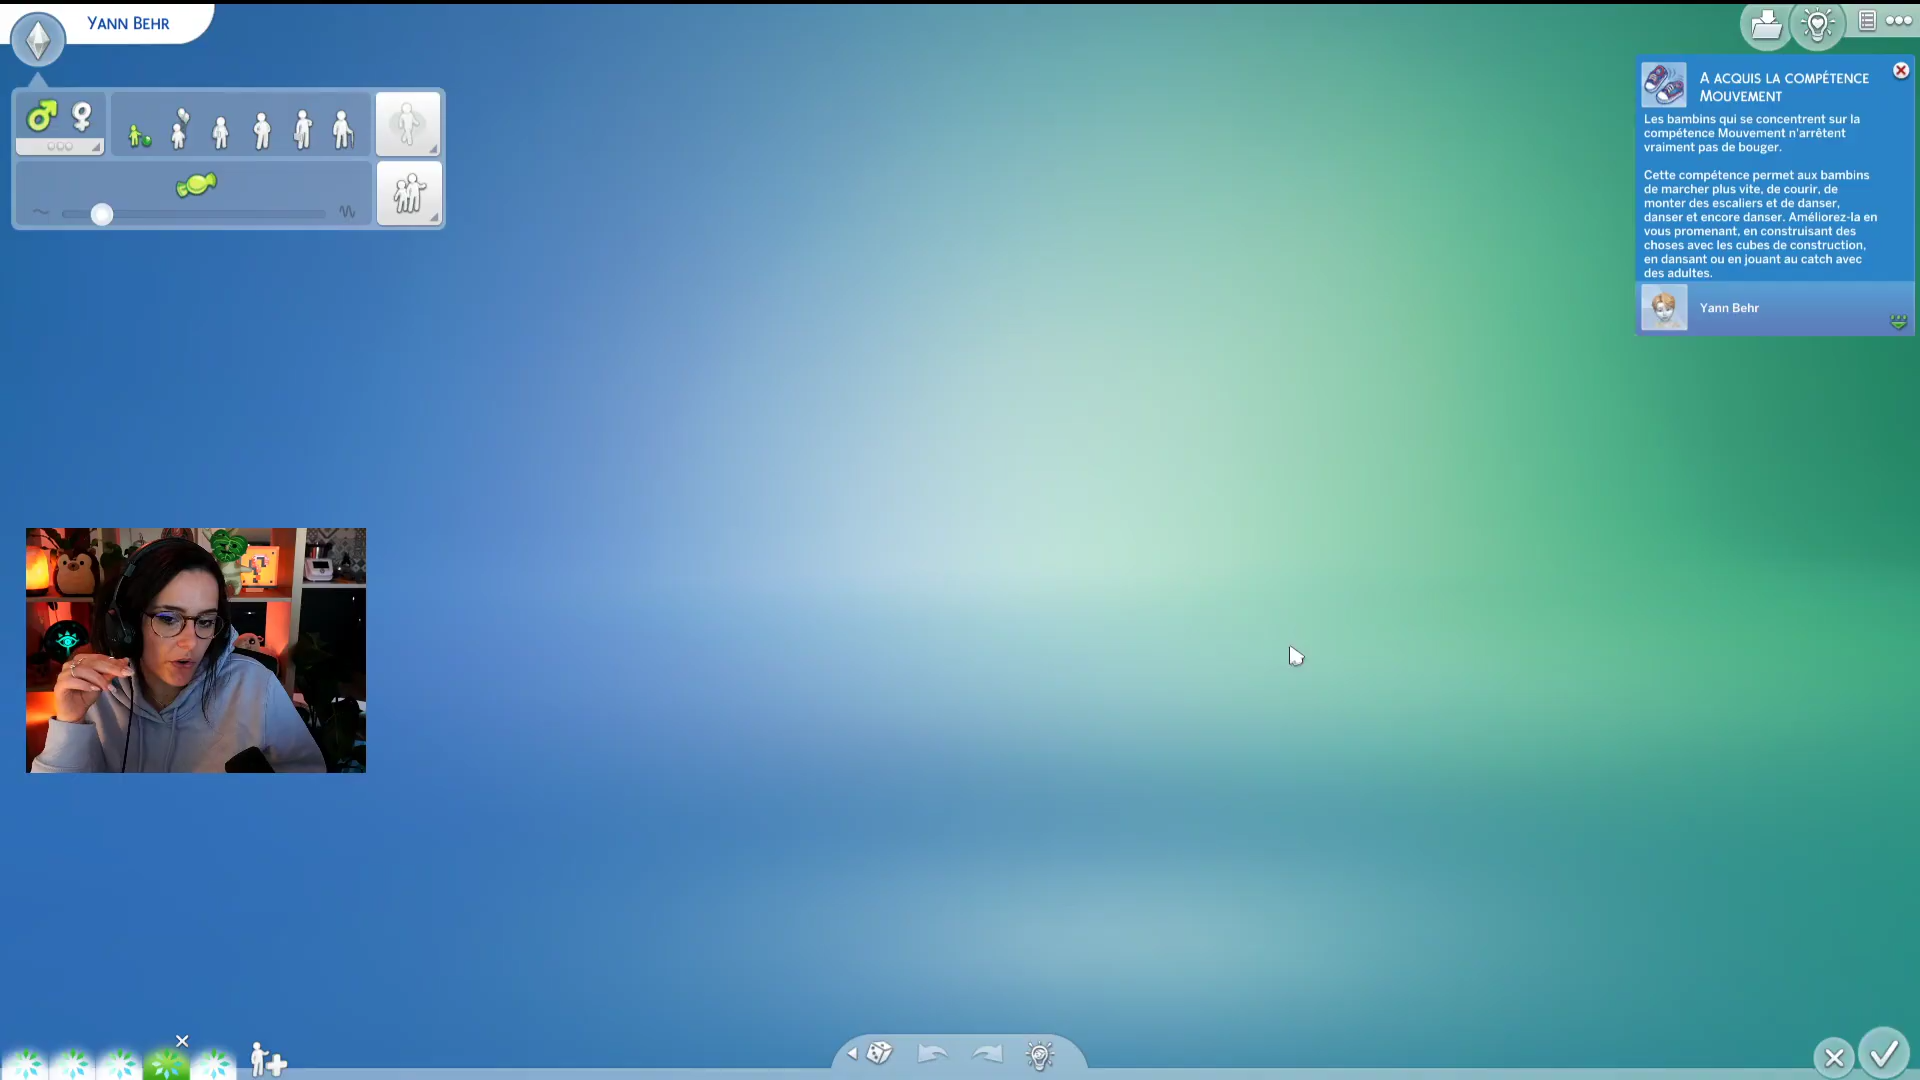 YANN BEHR
A ACQUIS LA COMPÉTENCE
MOUVEMENT
Les bambins qui se concentrent sur la
compétence Mouvement n'arrêtent
vraiment pas de bouger.
Cette compétence permet aux bambins
de marcher plus vite, de courir, de
monter des escaliers et de danser,
danser et encore danser. Améliorez-la en
vous promenant, en construisant des
choses avec les cubes de construction,
en dansant ou en jouant au catch avec
des adultes.
Yann Behr